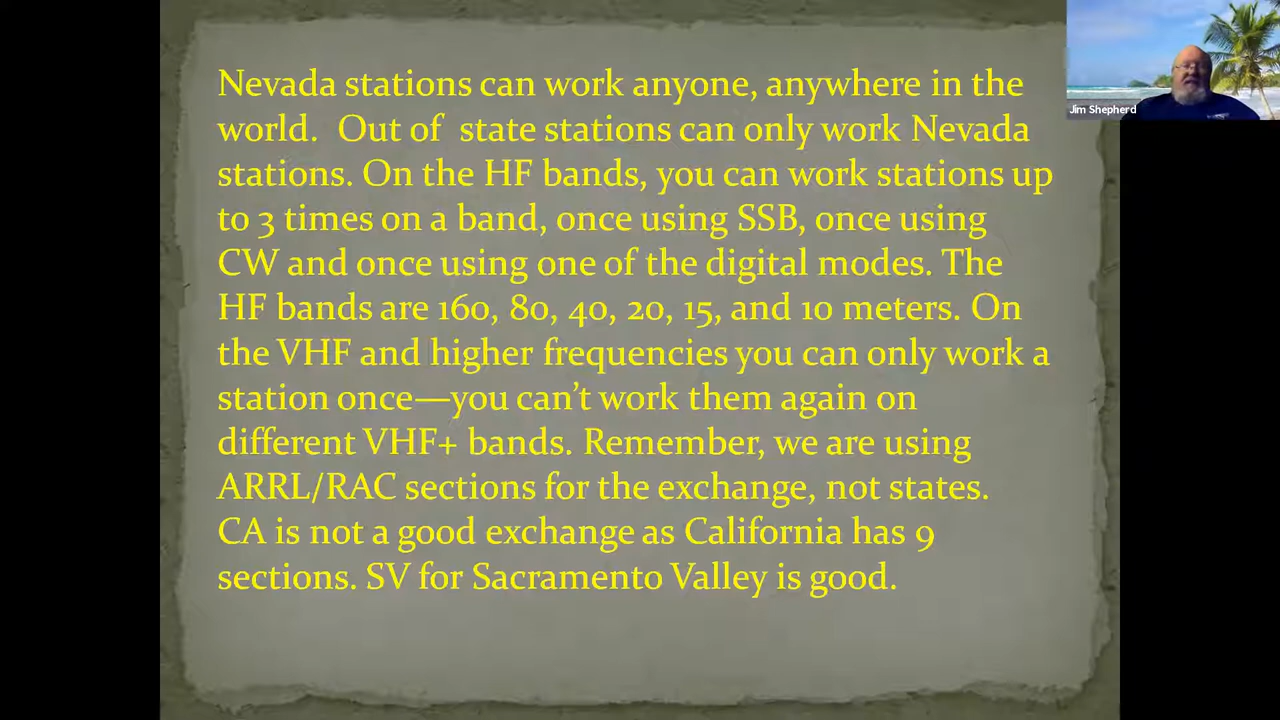 Nevada stations can work anyone, anywhere in the
world. Out of state stations can only work Nevada
stations. On the HF bands, you can work stations up
to 3 times on a band, once using SSB, once using
CW and once using one of the digital modes. The
HF bands are 160, 80, 40, 20, 15, and 10 meters. On
the VHF and higher frequencies you can only work a
station once—you can't work them again on
different VHF+ bands. Remember, we are using
ARRL/RAC sections for the exchange, not states.
CA is not a good exchange as California has 9
sections. SV for Sacramento Valley is good.
Jim Shepherd